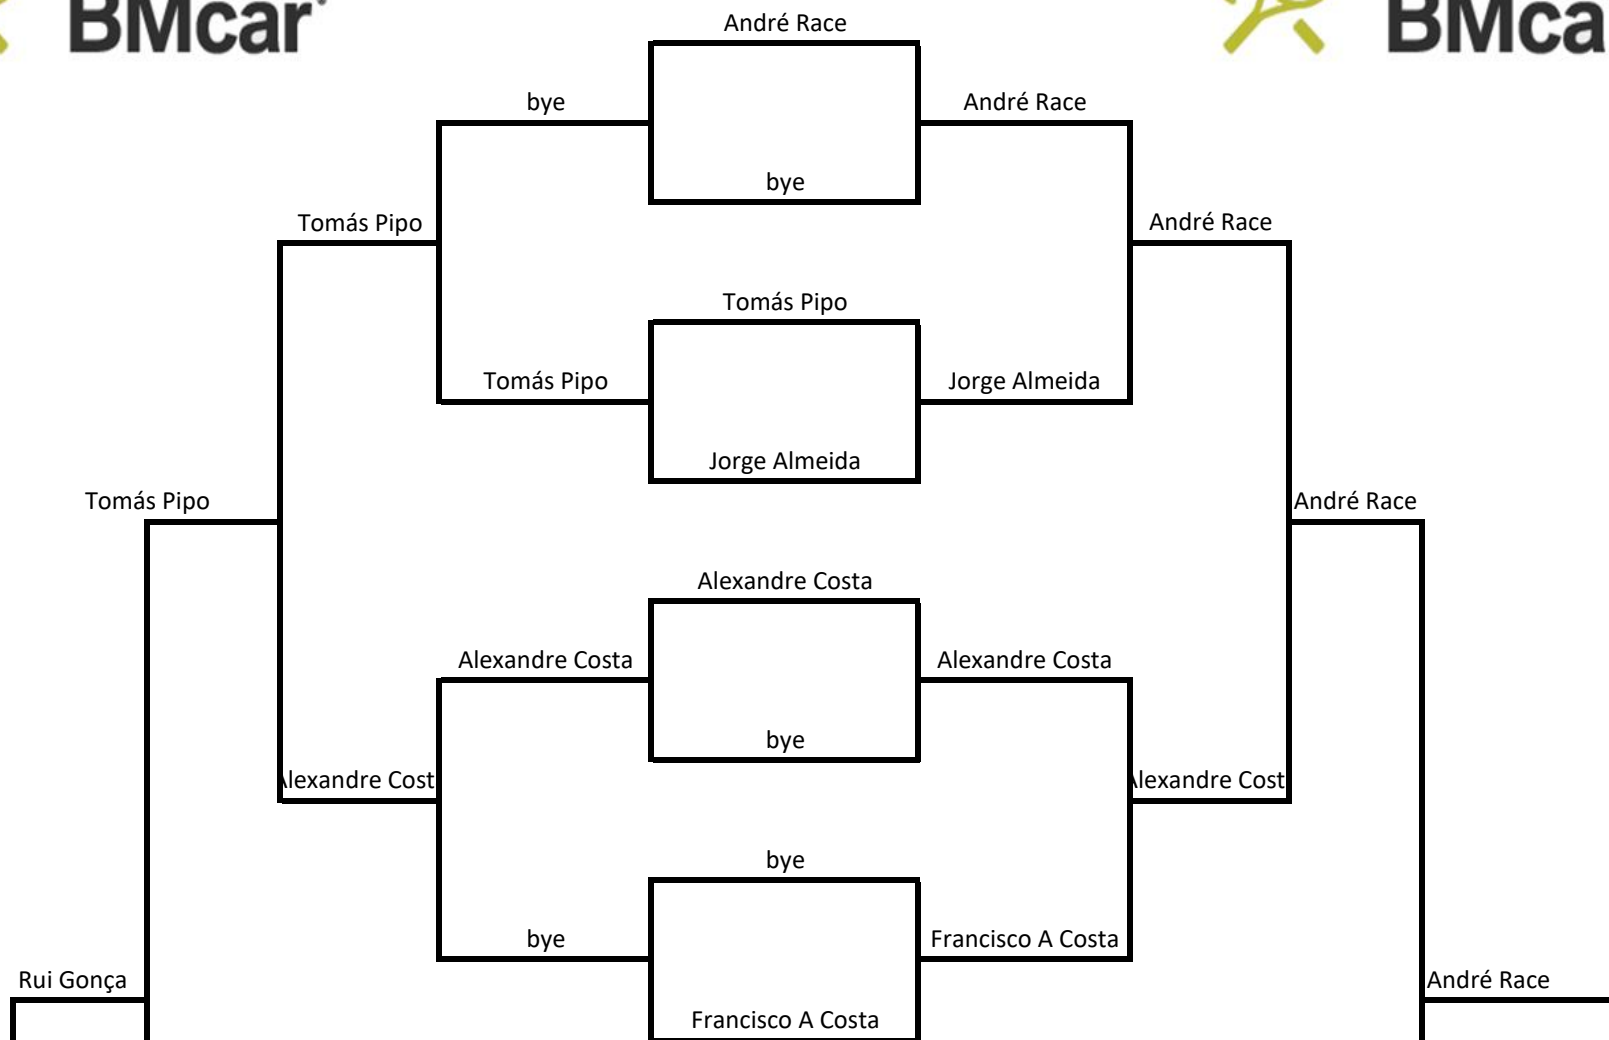 BMcar
BMca
André Race
bye
André Race
bye
Tomás Pipo
André Race
Tomás Pipo
Tomás Pipo
Jorge Almeida
Jorge Almeida
Tomás Pipo
André Race
Alexandre Costa
Alexandre Costa
Alexandre Costa
bye
lexandre Cost
lexandre Cost
bye
bye
Francisco A Costa
Rui Gonça
André Race
Francisco A Costa